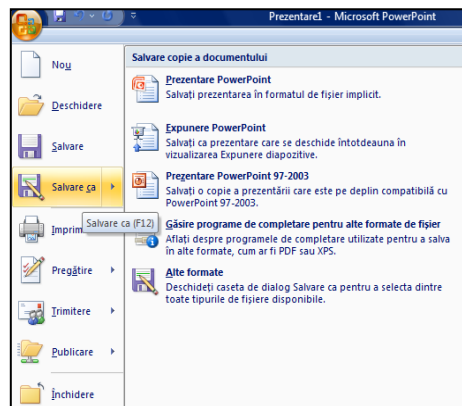 Prezentare1 - Microsoft PowerPoint
Nou
Deschidere
Salvare
Salvare ca
Salvare ca (F12)
Pregătire
Trimitere
Publicare
Închidere
Salvare copie a documentului
Prezentare PowerPoint
Salvați prezentarea în formatul de fișier implicit.
Expunere PowerPoint
Salvați ca prezentare care se deschide întotdeauna în
vizualizarea Expunere diapozitive.
Prezentare PowerPoint 97-2003
Salvați o copie a prezentării care este pe deplin compatibilă cu
PowerPoint 97-2003.
Găsire programe de completare pentru alte formate de fișier
Aflați despre programele de completare utilizate pentru a salva
în alte formate, cum ar fi PDF sau XPS.
Alte formate
Deschideți caseta de dialog Salvare ca pentru a selecta dintre
toate tipurile de fișiere disponibile.